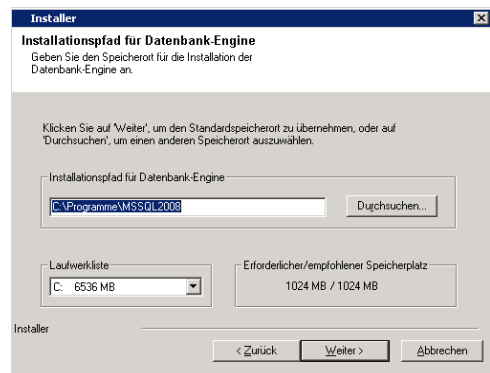 Installer
Installationspfad für Datenbank-Engine
Geben Sie den Speicherort für die Installation der
Datenbank-Engine an.
Klicken Sie auf 'Weiter', um den Standardspeicherort zu übernehmen, oder auf
'Durchsuchen', um einen anderen Speicherort auszuwählen.
Installationspfad für Datenbank-Engine
C:\Programme\MSSQL2008
Durchsuchen...
Laufwerkliste
C: 6536 MB
Erforderlicher/empfohlener Speicherplatz
1024 MB / 1024 MB
Installer
< Zurück
Weiter >
Abbrechen